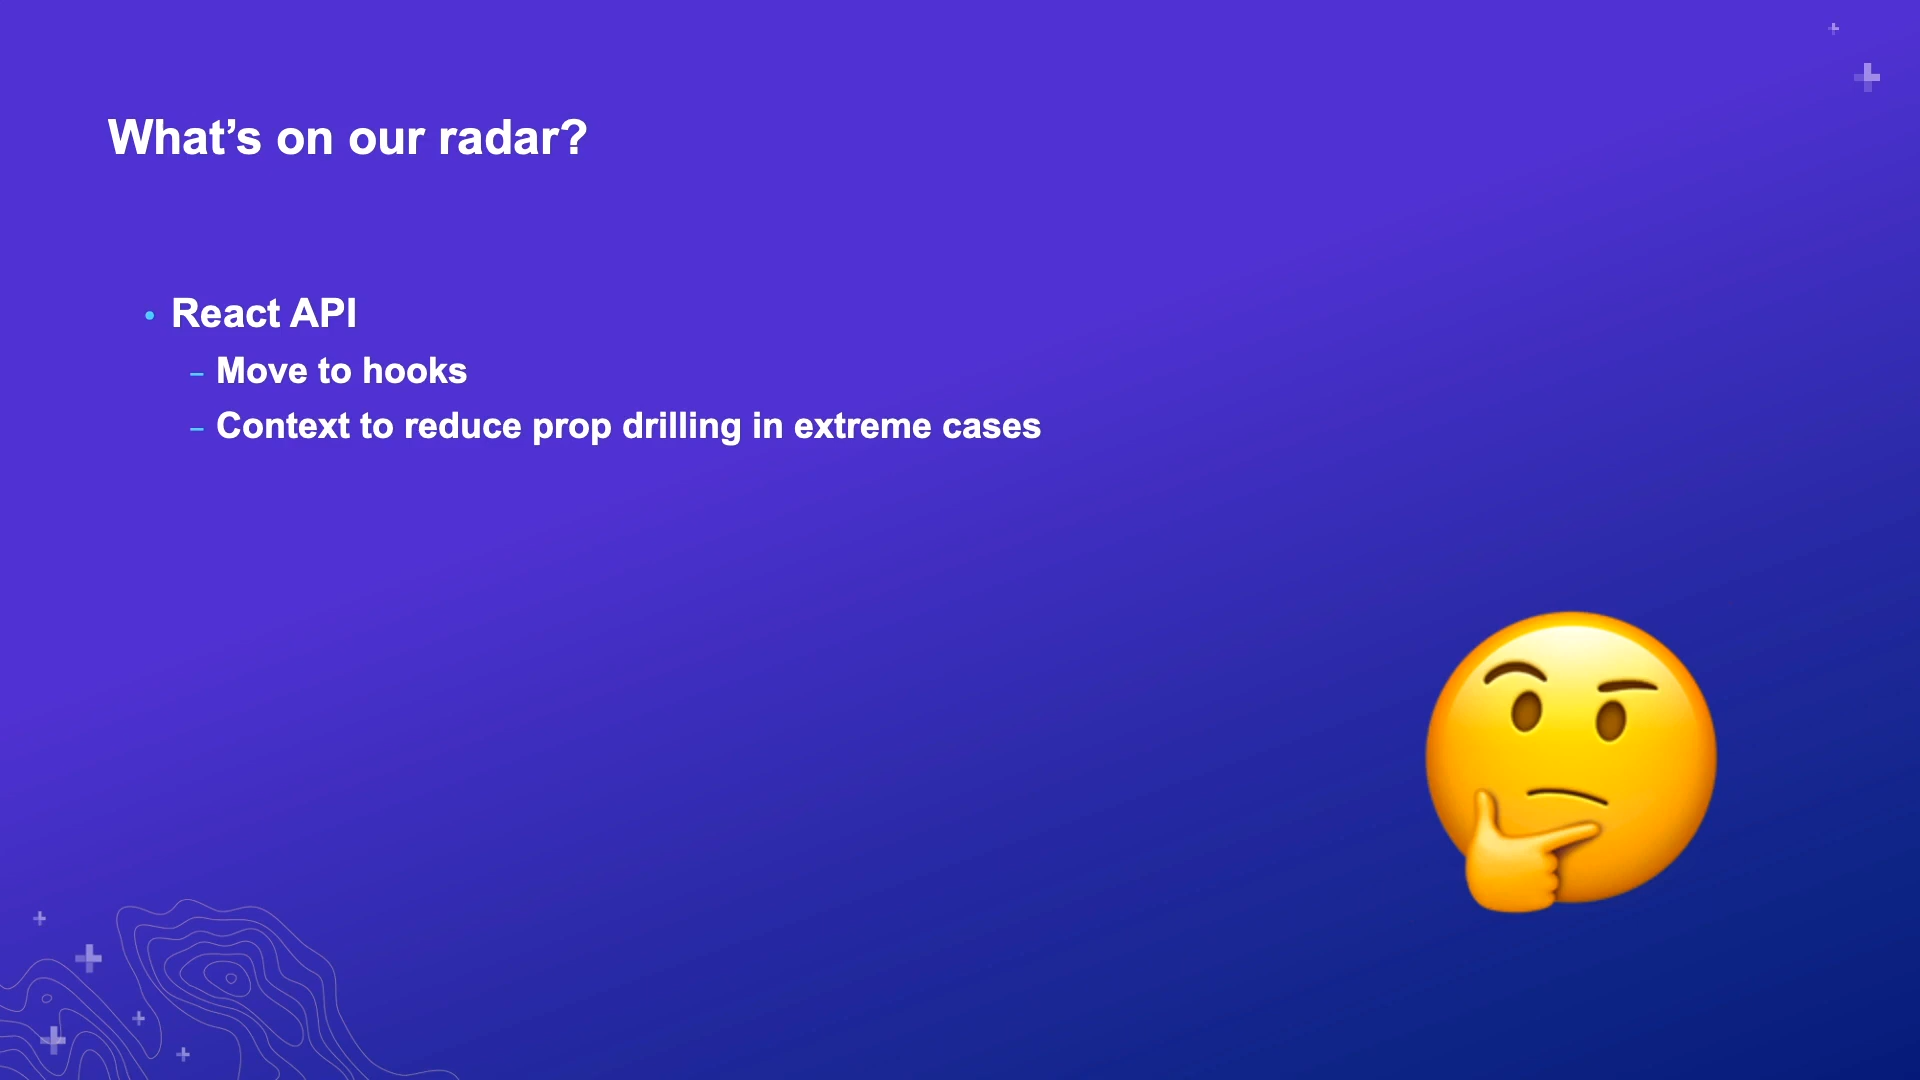 What’s on our radar?
• React API
– Move to hooks
– Context to reduce prop drilling in extreme cases